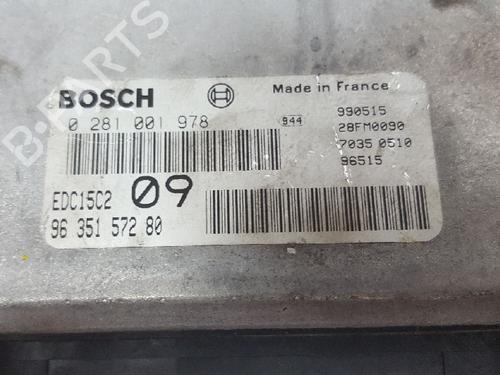 B-PARTS
BOSCH
Made in France
0 281 001 978
944
990515
28FM0090
7035 0510
96515
EDC15C2
09
96 351 572 80